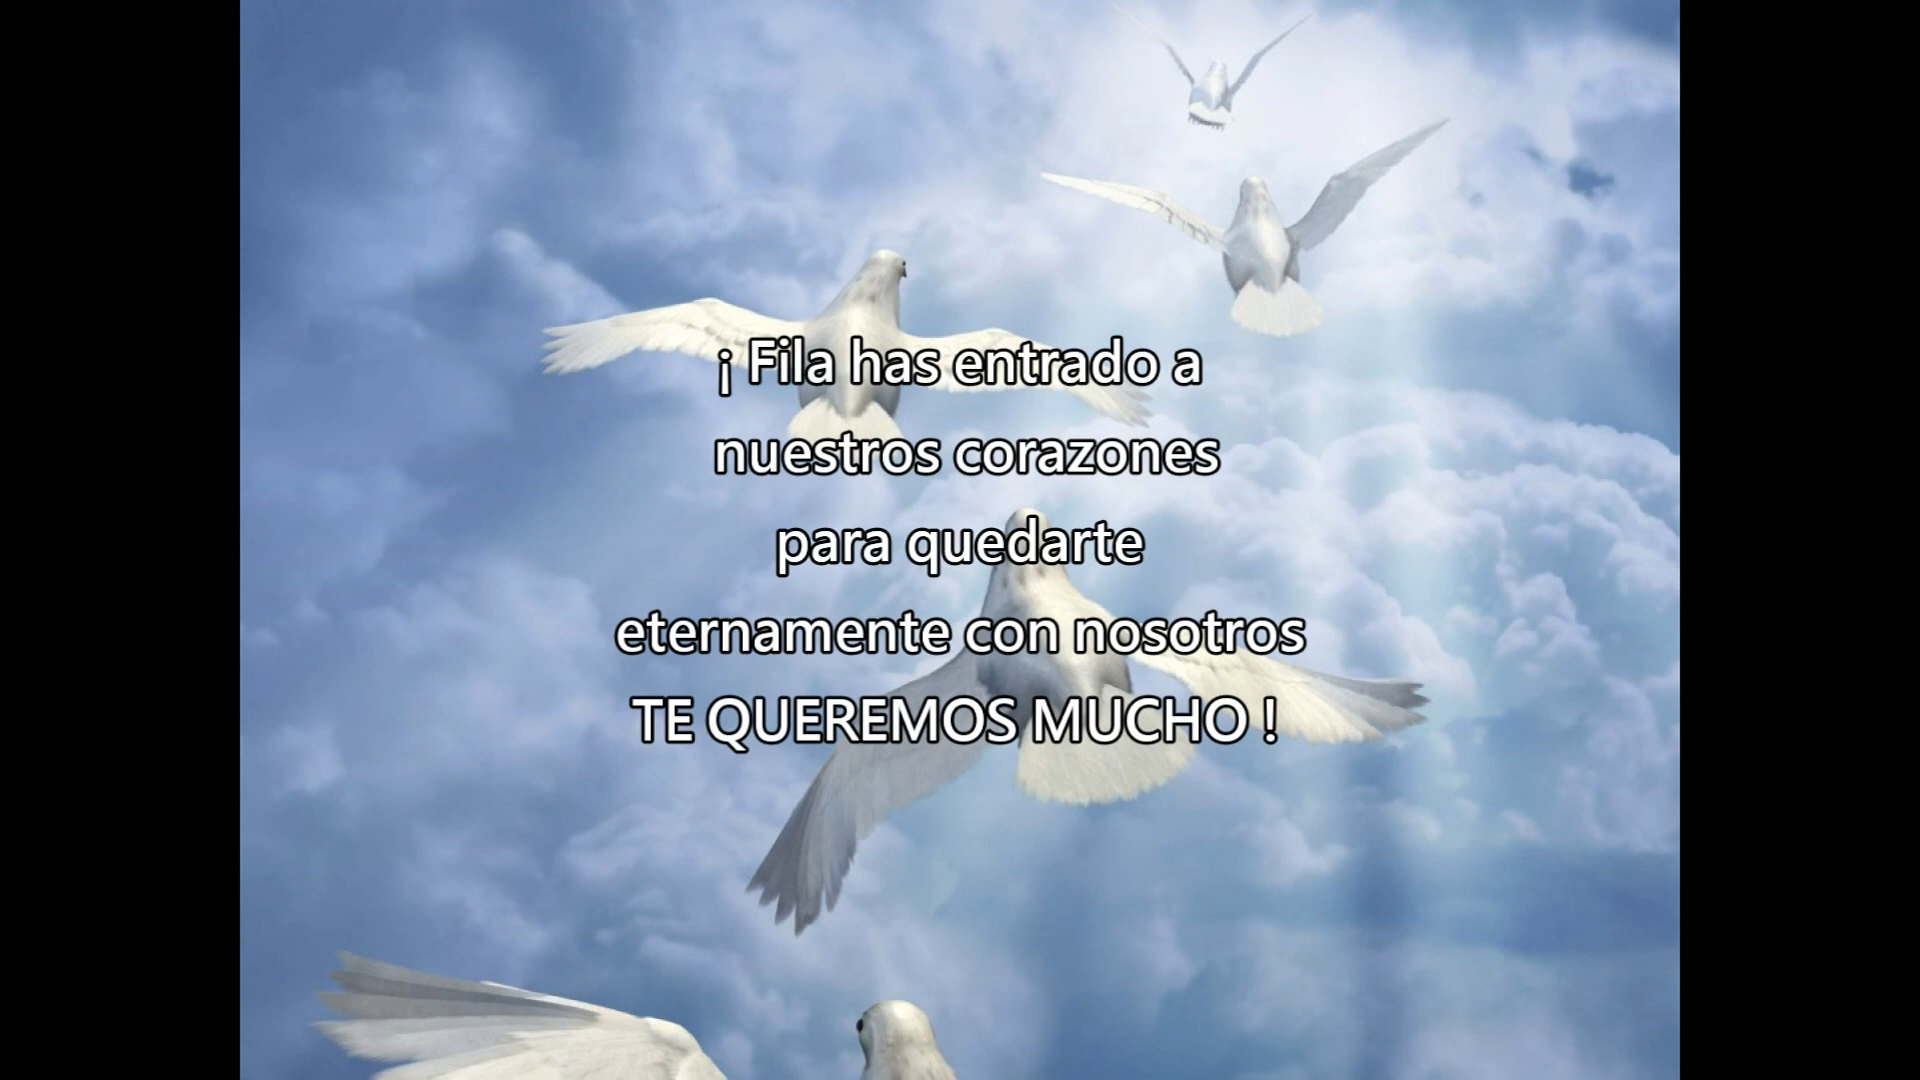 ¡ Fila has entrado a
nuestros corazones
para quedarte
eternamente con nosotros
TE QUEREMOS MUCHO !